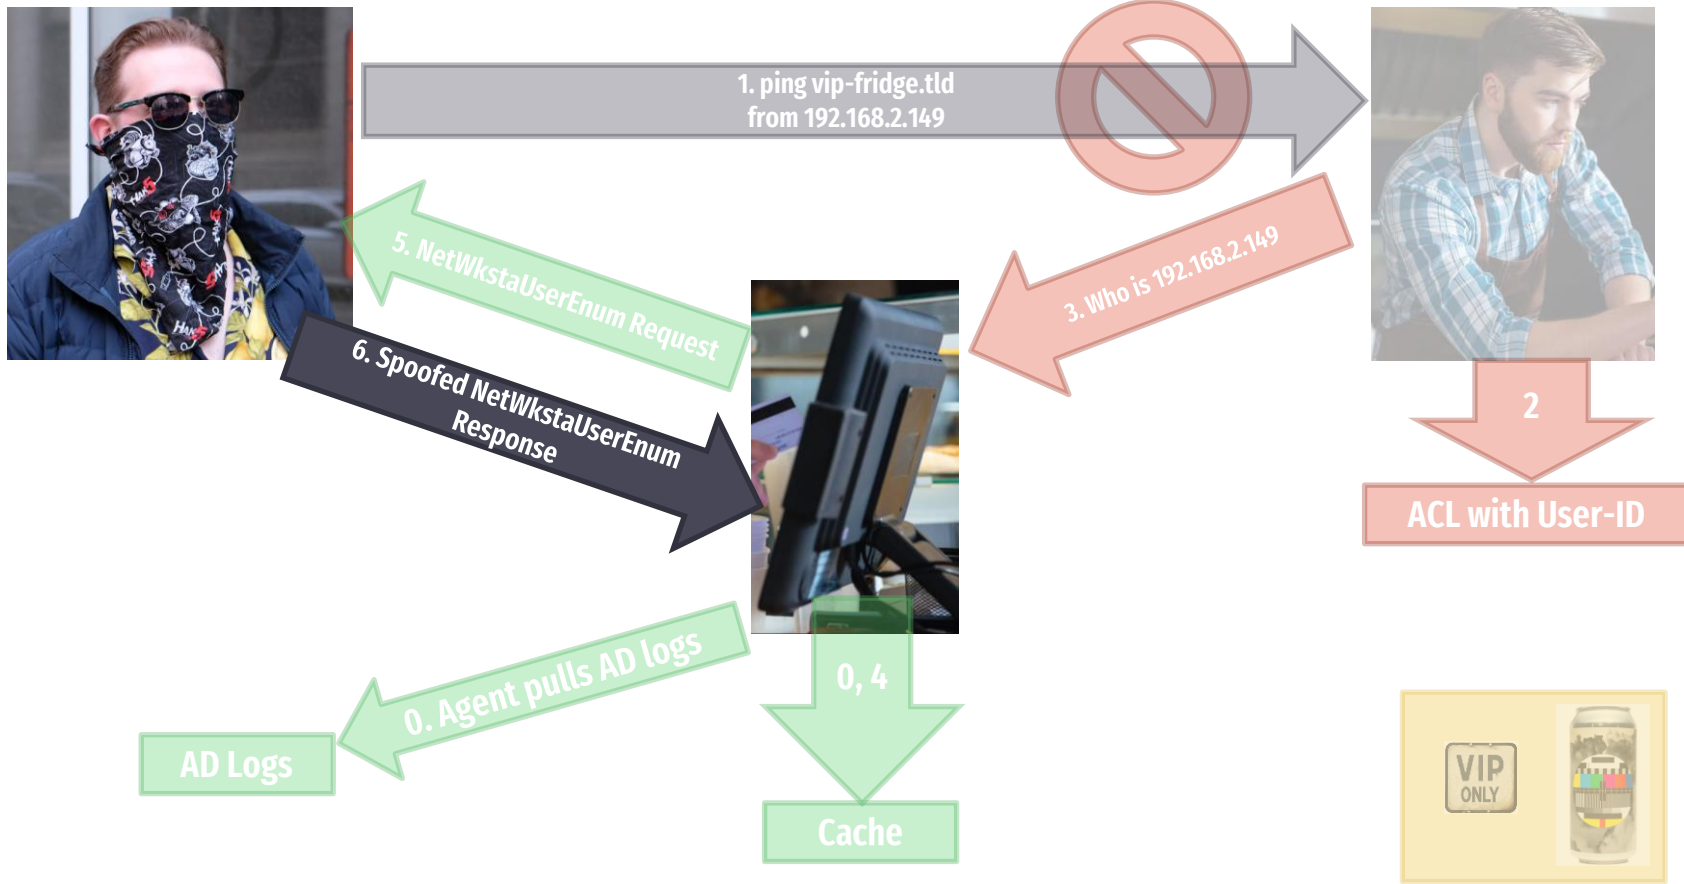 1. ping vip-fridge.tld
from 192.168.2.149
5. NetWkstaUserEnum Request
3. Who is 192.168.2.149
6. Spoofed NetWkstaUserEnum
Response
2
ACL with User-ID
0. Agent pulls AD logs
0, 4
AD Logs
Cache
VIP
ONLY
HAK5